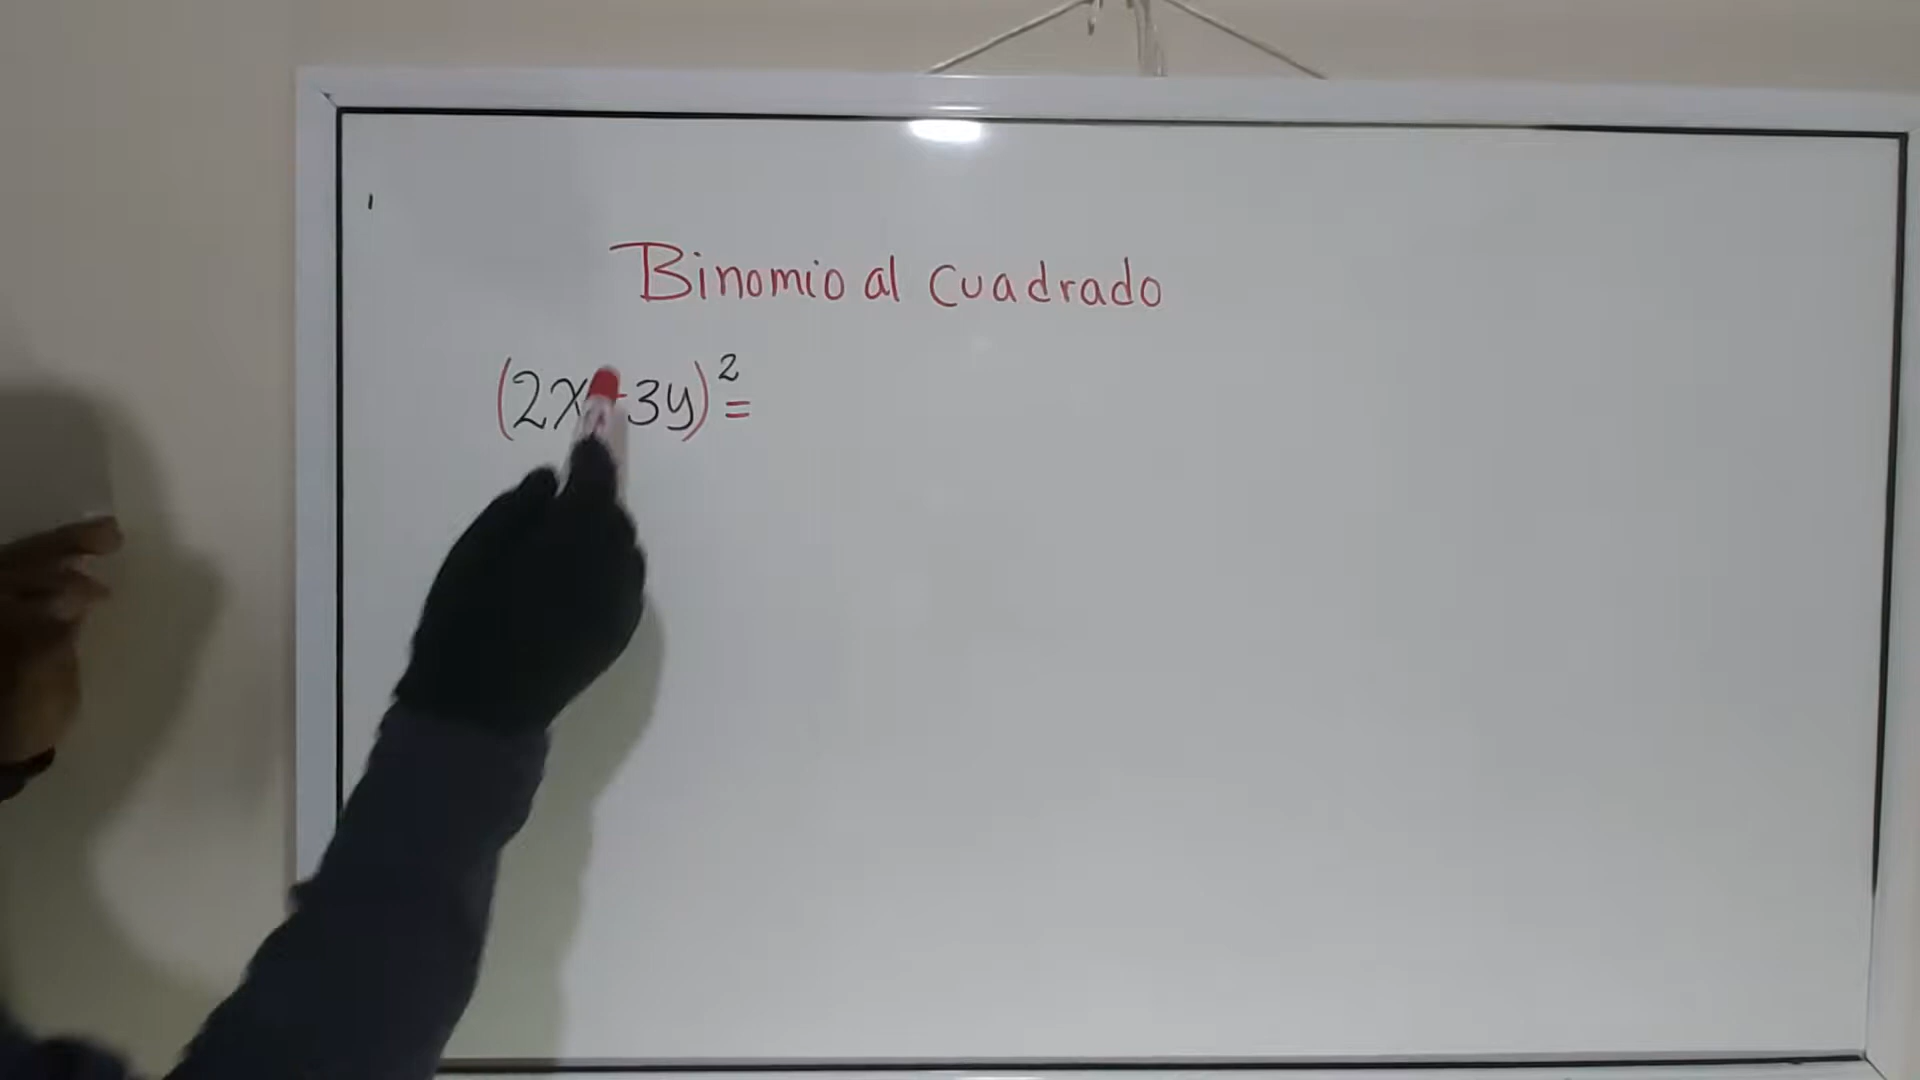 Binomio al cuadrado
(2x 3y)² =